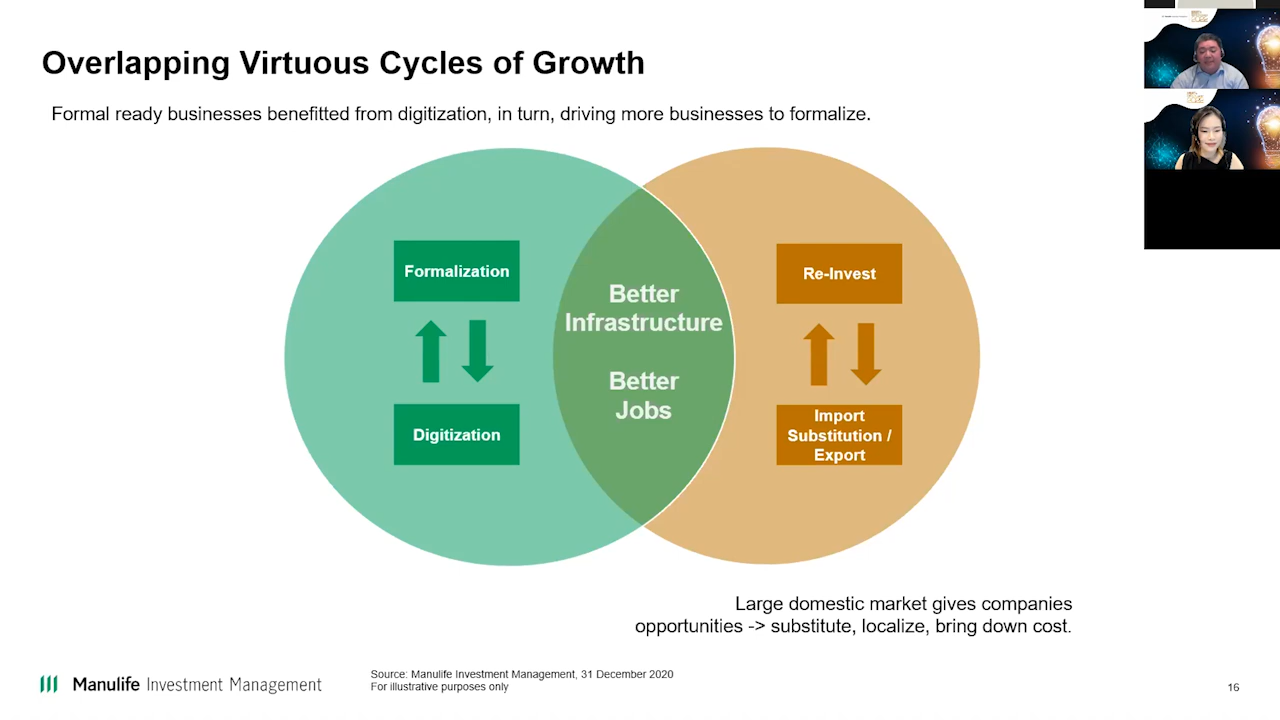 Overlapping Virtuous Cycles of Growth
Formal ready businesses benefitted from digitization, in turn, driving more businesses to formalize.
Formalization
Digitization
Better
Infrastructure
Better
Jobs
Re-Invest
Import
Substitution /
Export
Large domestic market gives companies
opportunities -> substitute, localize, bring down cost.
Manulife Investment Management
Source: Manulife Investment Management, 31 December 2020
For illustrative purposes only
16